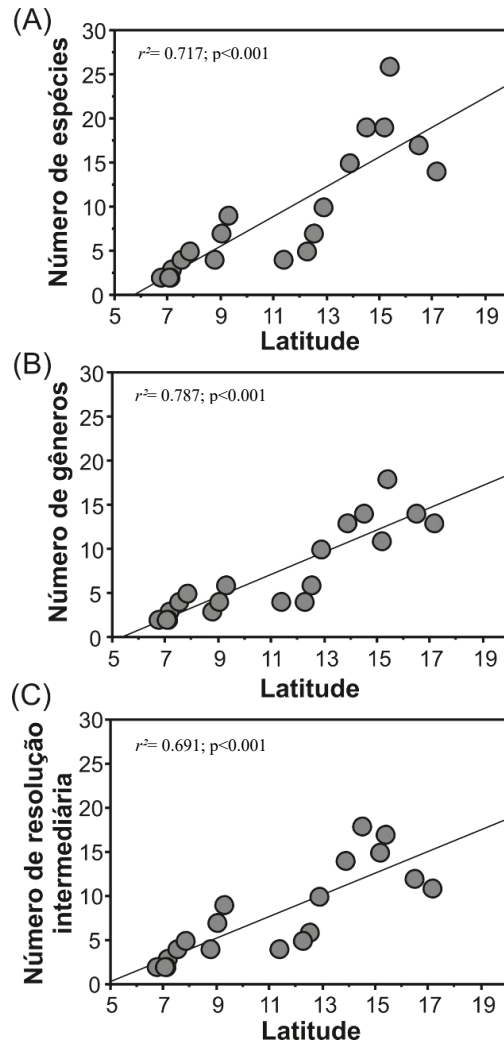 (A)
30
r²= 0.717; p<0.001
25
20
15
10
5
0
Número de espécies
5 7 9 11 13 15 17 19
Latitude
(B)
30
r²= 0.787; p<0.001
25
20
15
10
5
0
Número de gêneros
5 7 9 11 13 15 17 19
Latitude
(C)
30
r²= 0.691; p<0.001
25
20
15
10
5
0
Número de resolução
intermediária
5 7 9 11 13 15 17 19
Latitude